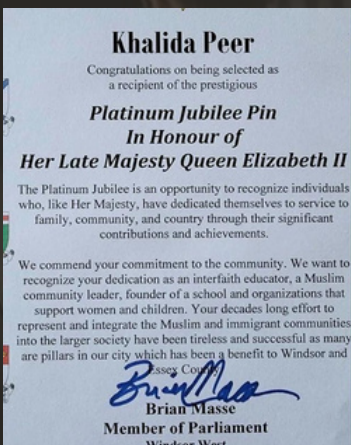 Khalida Peer
Congratulations on being selected as
a recipient of the prestigious
Platinum Jubilee Pin
In Honour of
Her Late Majesty Queen Elizabeth II
The Platinum Jubilee is an opportunity to recognize individuals
who, like Her Majesty, have dedicated themselves to service to
family, community, and country through their significant
contributions and achievements.
We commend your commitment to the community. We want to
recognize your dedication as an interfaith educator, a Muslim
community leader, founder of a school and organizations that
support women and children. Your decades long effort to
represent and integrate the Muslim and immigrant communities
into the larger society have been tireless and successful as many
are pillars in our city which has been a benefit to Windsor and
Essex County
Brian Masse
Brian Masse
Member of Parliament
Windsor West